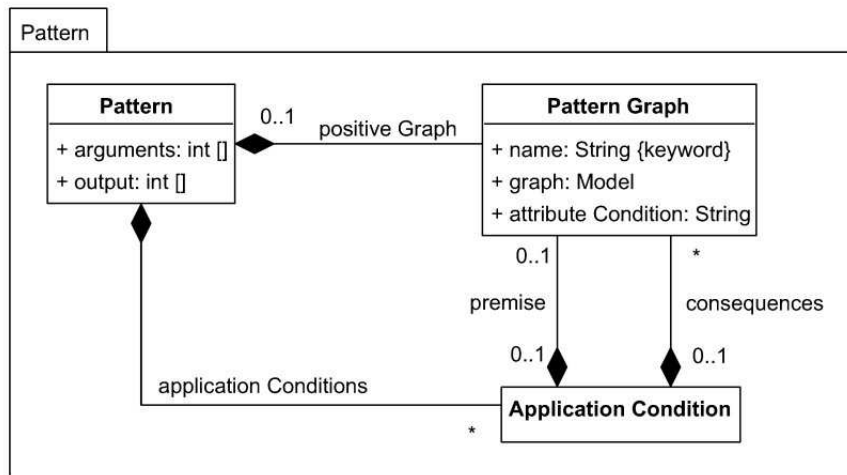 Pattern
Pattern
+ arguments: int []
+ output: int []
0..1
positive Graph
Pattern Graph
+ name: String {keyword}
+ graph: Model
+ attribute Condition: String
0..1
*
premise
consequences
0..1
0..1
application Conditions
*
Application Condition